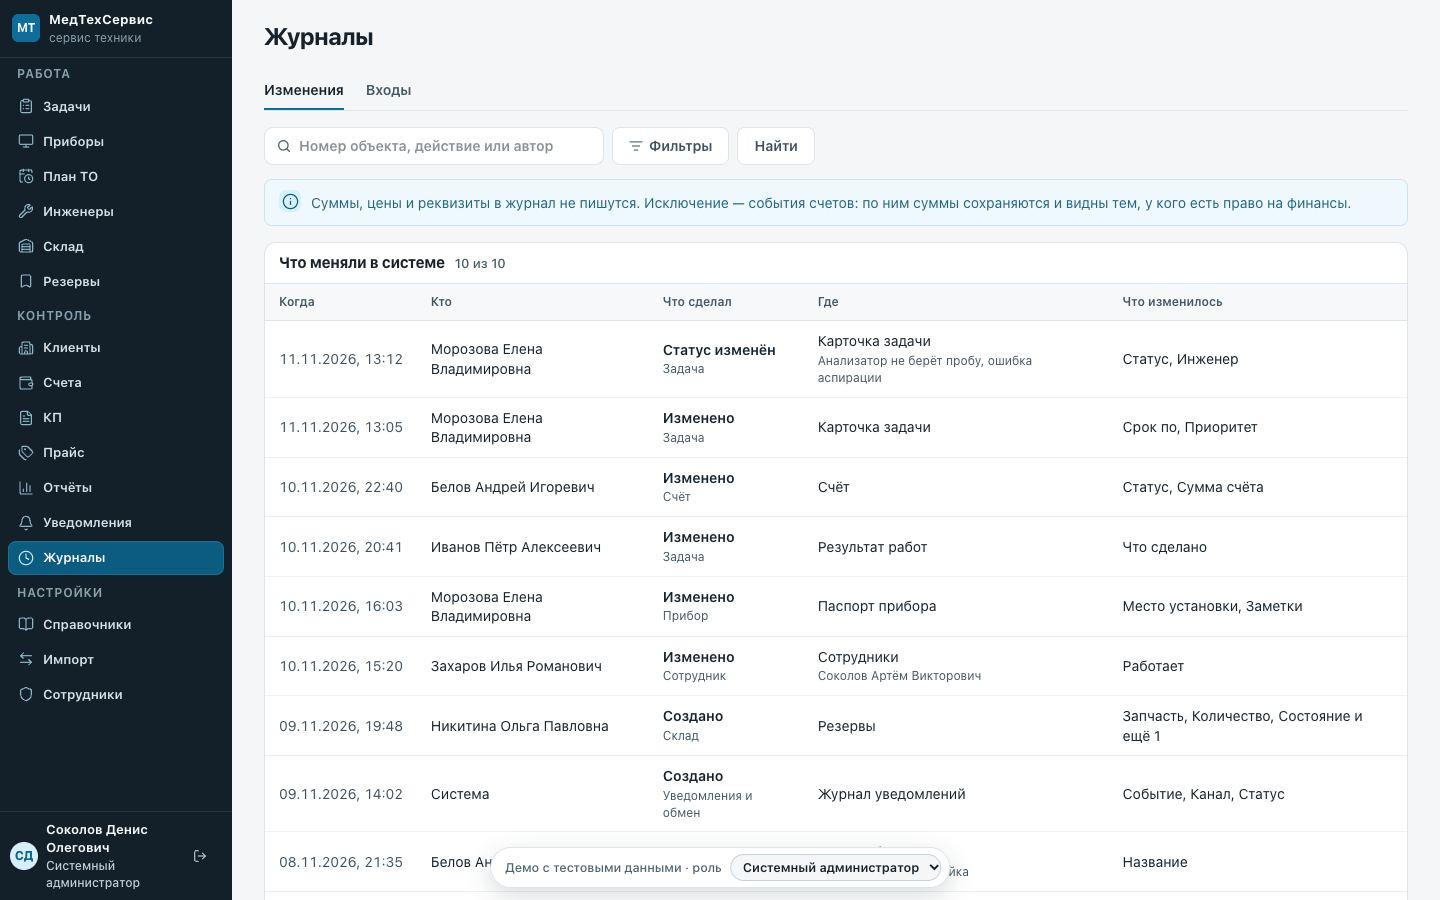 МТ
МедТехСервис
сервис техники
РАБОТА
Задачи
Приборы
План ТО
Инженеры
Склад
Резервы
КОНТРОЛЬ
Клиенты
Счета
КП
Прайс
Отчёты
Уведомления
Журналы
НАСТРОЙКИ
Справочники
Импорт
Сотрудники
СД
Соколов Денис
Олегович
Системный
администратор
Журналы
Изменения Входы
Номер объекта, действие или автор Фильтры Найти
Суммы, цены и реквизиты в журнал не пишутся. Исключение — события счетов: по ним суммы сохраняются и видны тем, у кого есть право на финансы.
Что меняли в системе 10 из 10
Когда Кто Что сделал Где Что изменилось
11.11.2026, 13:12
Морозова Елена
Владимировна
Статус изменён
Задача
Карточка задачи
Анализатор не берёт пробу, ошибка
аспирации
Статус, Инженер
11.11.2026, 13:05
Морозова Елена
Владимировна
Изменено
Задача
Карточка задачи
Срок по, Приоритет
10.11.2026, 22:40
Белов Андрей Игоревич
Изменено
Счёт
Счёт
Статус, Сумма счёта
10.11.2026, 20:41
Иванов Пётр Алексеевич
Изменено
Задача
Результат работ
Что сделано
10.11.2026, 16:03
Морозова Елена
Владимировна
Изменено
Прибор
Паспорт прибора
Место установки, Заметки
10.11.2026, 15:20
Захаров Илья Романович
Изменено
Сотрудник
Сотрудники
Соколов Артём Викторович
Работает
09.11.2026, 19:48
Никитина Ольга Павловна
Создано
Склад
Резервы
Запчасть, Количество, Состояние и
ещё 1
09.11.2026, 14:02
Система
Создано
Уведомления и
обмен
Журнал уведомлений
Событие, Канал, Статус
08.11.2026, 21:35
Белов
Название
Демо с тестовыми данными · роль Системный администратор